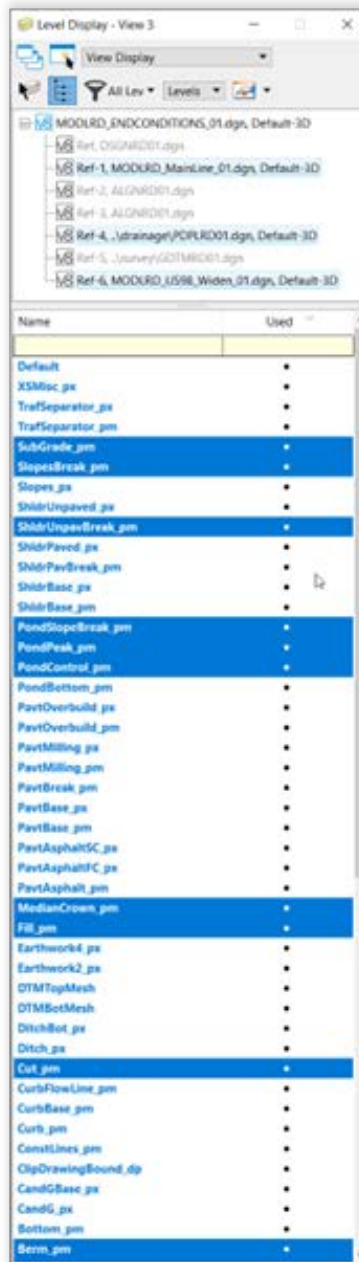 Level Display - View 3
View Display
All Lev Levels
MODLRD_ENDCONDITIONS_01.dgn, Default-3D
Ref, DSGNRD01.dgn
Ref-1, MODLRD_MainLine_01.dgn, Default-3D
Ref-2, ALGNRD01.dgn
Ref-3, ALGNRD01.dgn
Ref-4, ..\drainage\PDPLRD01.dgn, Default-3D
Ref-5, ..\survey\GDTMRD01.dgn
Ref-6, MODLRD_US98_Widen_01.dgn, Default-3D
Name Used
Default
XSMisc_px
TrafSeparator_px
TrafSeparator_pm
SubGrade_pm
SlopesBreak_pm
Slopes_px
ShldrUnpaved_px
ShldrUnpavBreak_pm
ShldrPaved_px
ShldrPavBreak_pm
ShldrBase_px
ShldrBase_pm
PondSlopeBreak_pm
PondPeak_pm
PondControl_pm
PondBottom_pm
PavtOverbuild_px
PavtOverbuild_pm
PavtMilling_px
PavtMilling_pm
PavtBreak_pm
PavtBase_px
PavtBase_pm
PavtAsphaltSC_px
PavtAsphaltFC_px
PavtAsphalt_pm
MedianCrown_pm
Fill_pm
Earthwork4_px
Earthwork2_px
DTMTopMesh
DTMBotMesh
DitchBot_px
Ditch_px
Cut_pm
CurbFlowLine_pm
CurbBase_pm
Curb_pm
ConstLines_pm
ClipDrawingBound_dp
CandGBase_px
CandG_px
Bottom_pm
Berm_pm